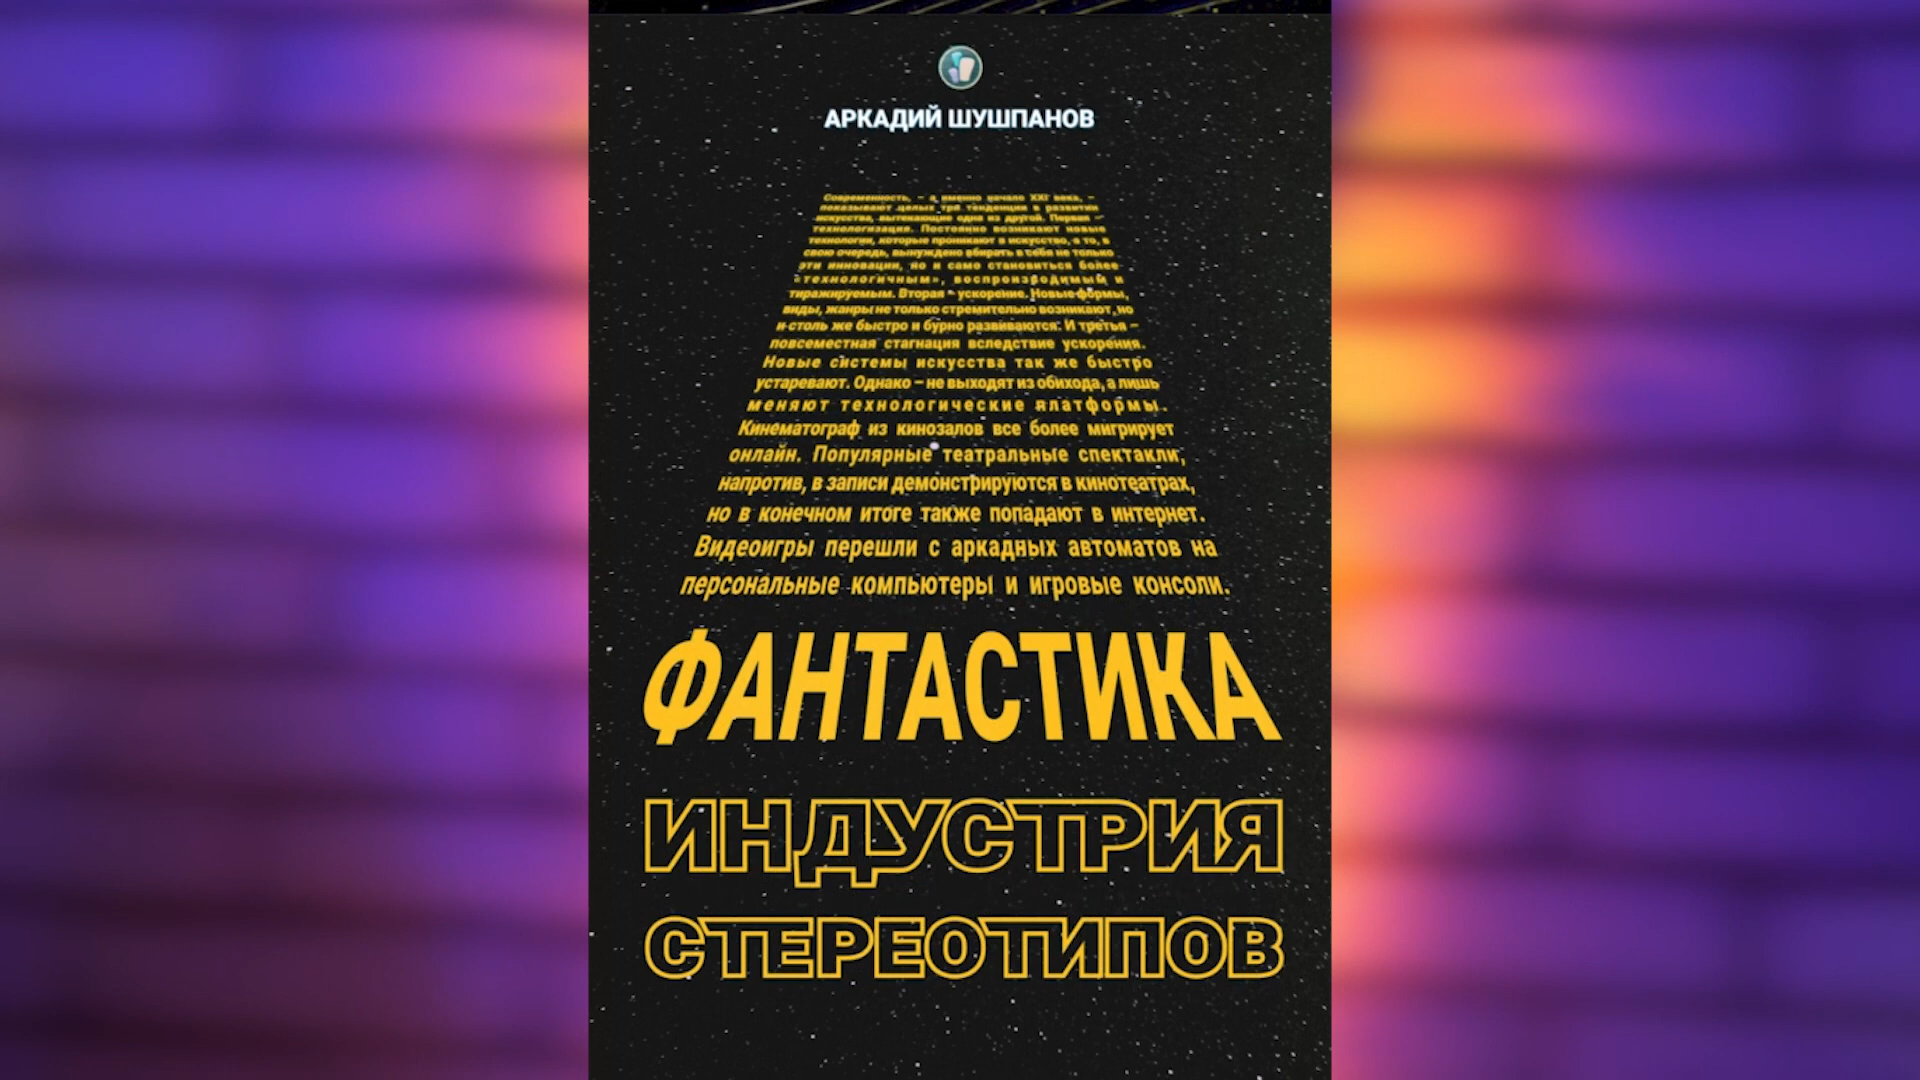 АРКАДИЙ ШУШПАНОВ
Современность, – а именно начало XXI века, –
показывают целых три тенденции в развитии
искусства, вытекающие одна из другой. Первая –
технологизация. Постоянно возникают новые
технологии, которые проникают в искусство, а то, в
свою очередь, вынуждено вбирать в себя не только
эти инновации, но и само становиться более
«технологичным», воспроизводимым и
тиражируемым. Вторая – ускорение. Новые формы,
виды, жанры не только стремительно возникают, но
и столь же быстро и бурно развиваются. И третья –
повсеместная стагнация вследствие ускорения.
Новые системы искусства так же быстро
устаревают. Однако – не выходят из обихода, а лишь
меняют технологические платформы.
Кинематограф из кинозалов все более мигрирует
онлайн. Популярные театральные спектакли,
напротив, в записи демонстрируются в кинотеатрах,
но в конечном итоге также попадают в интернет.
Видеоигры перешли с аркадных автоматов на
персональные компьютеры и игровые консоли.
ФАНТАСТИКА
ИНДУСТРИЯ
СТЕРЕОТИПОВ